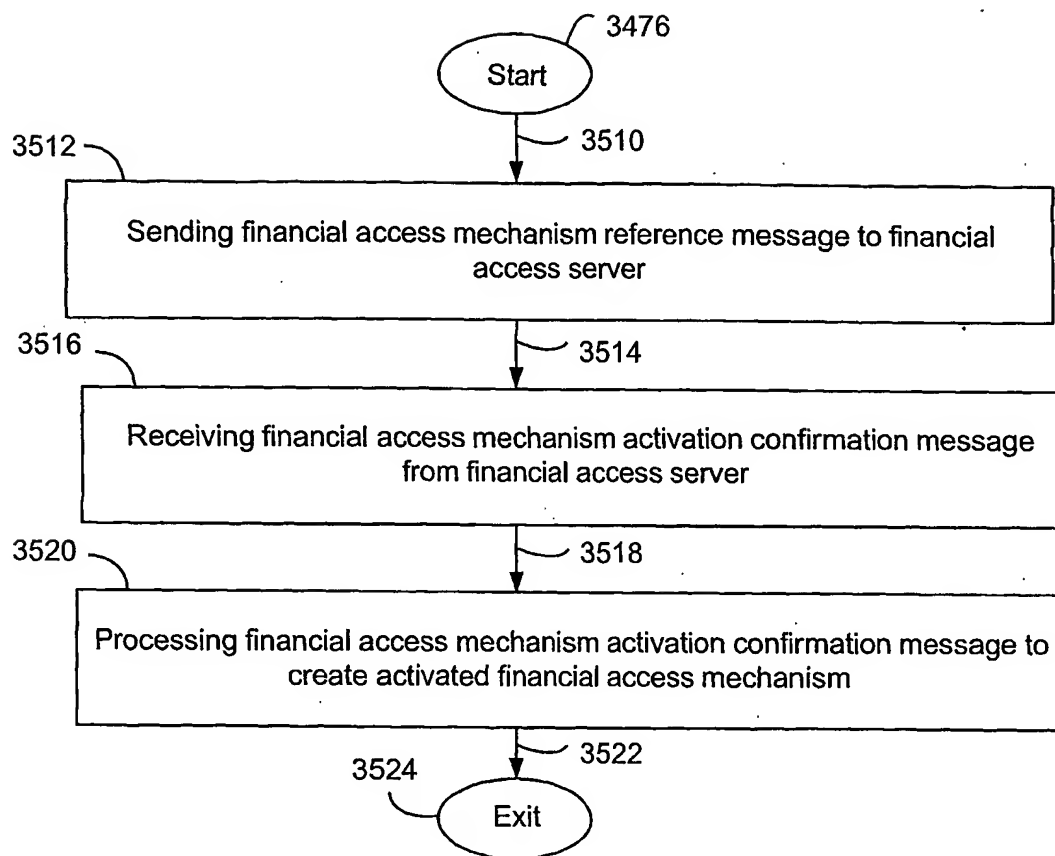 3476
Start
3510
3512
Sending financial access mechanism reference message to financial
access server
3514
3516
Receiving financial access mechanism activation confirmation message
from financial access server
3518
3520
Processing financial access mechanism activation confirmation message to
create activated financial access mechanism
3522
3524
Exit